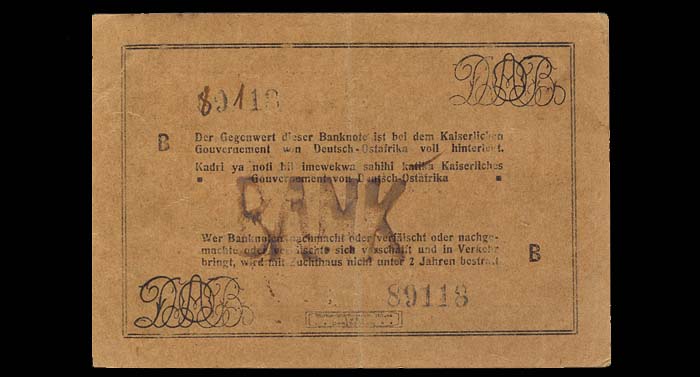 DOAB
89118
B
Der Gegenwert dieser Banknote ist bei dem Kaiserlichen
Gouvernement von Deutsch-Ostafrika voll hinterlegt.
Kadri ya noti hii imewekwa sahihi katika Kaiserliches
Gouvernement von Deutsch-Ostafrika
BANK
Wer Banknoten nachmacht oder verfälscht oder nachge-
machte oder verfälschte sich verschafft und in Verkehr
bringt, wird mit Zuchthaus nicht unter 2 Jahren bestraft
B
DOAB
89118